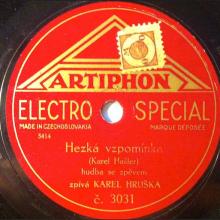 ARTIPHON
ELECTRO SPECIAL
MADE IN CZECHOSLOVAKIA MARQUE DÉPOSÉE
5414
Hezká vzpomínka
(Karel Hašler)
hudba se zpěvem
zpívá KAREL HRUŠKA
č. 3031